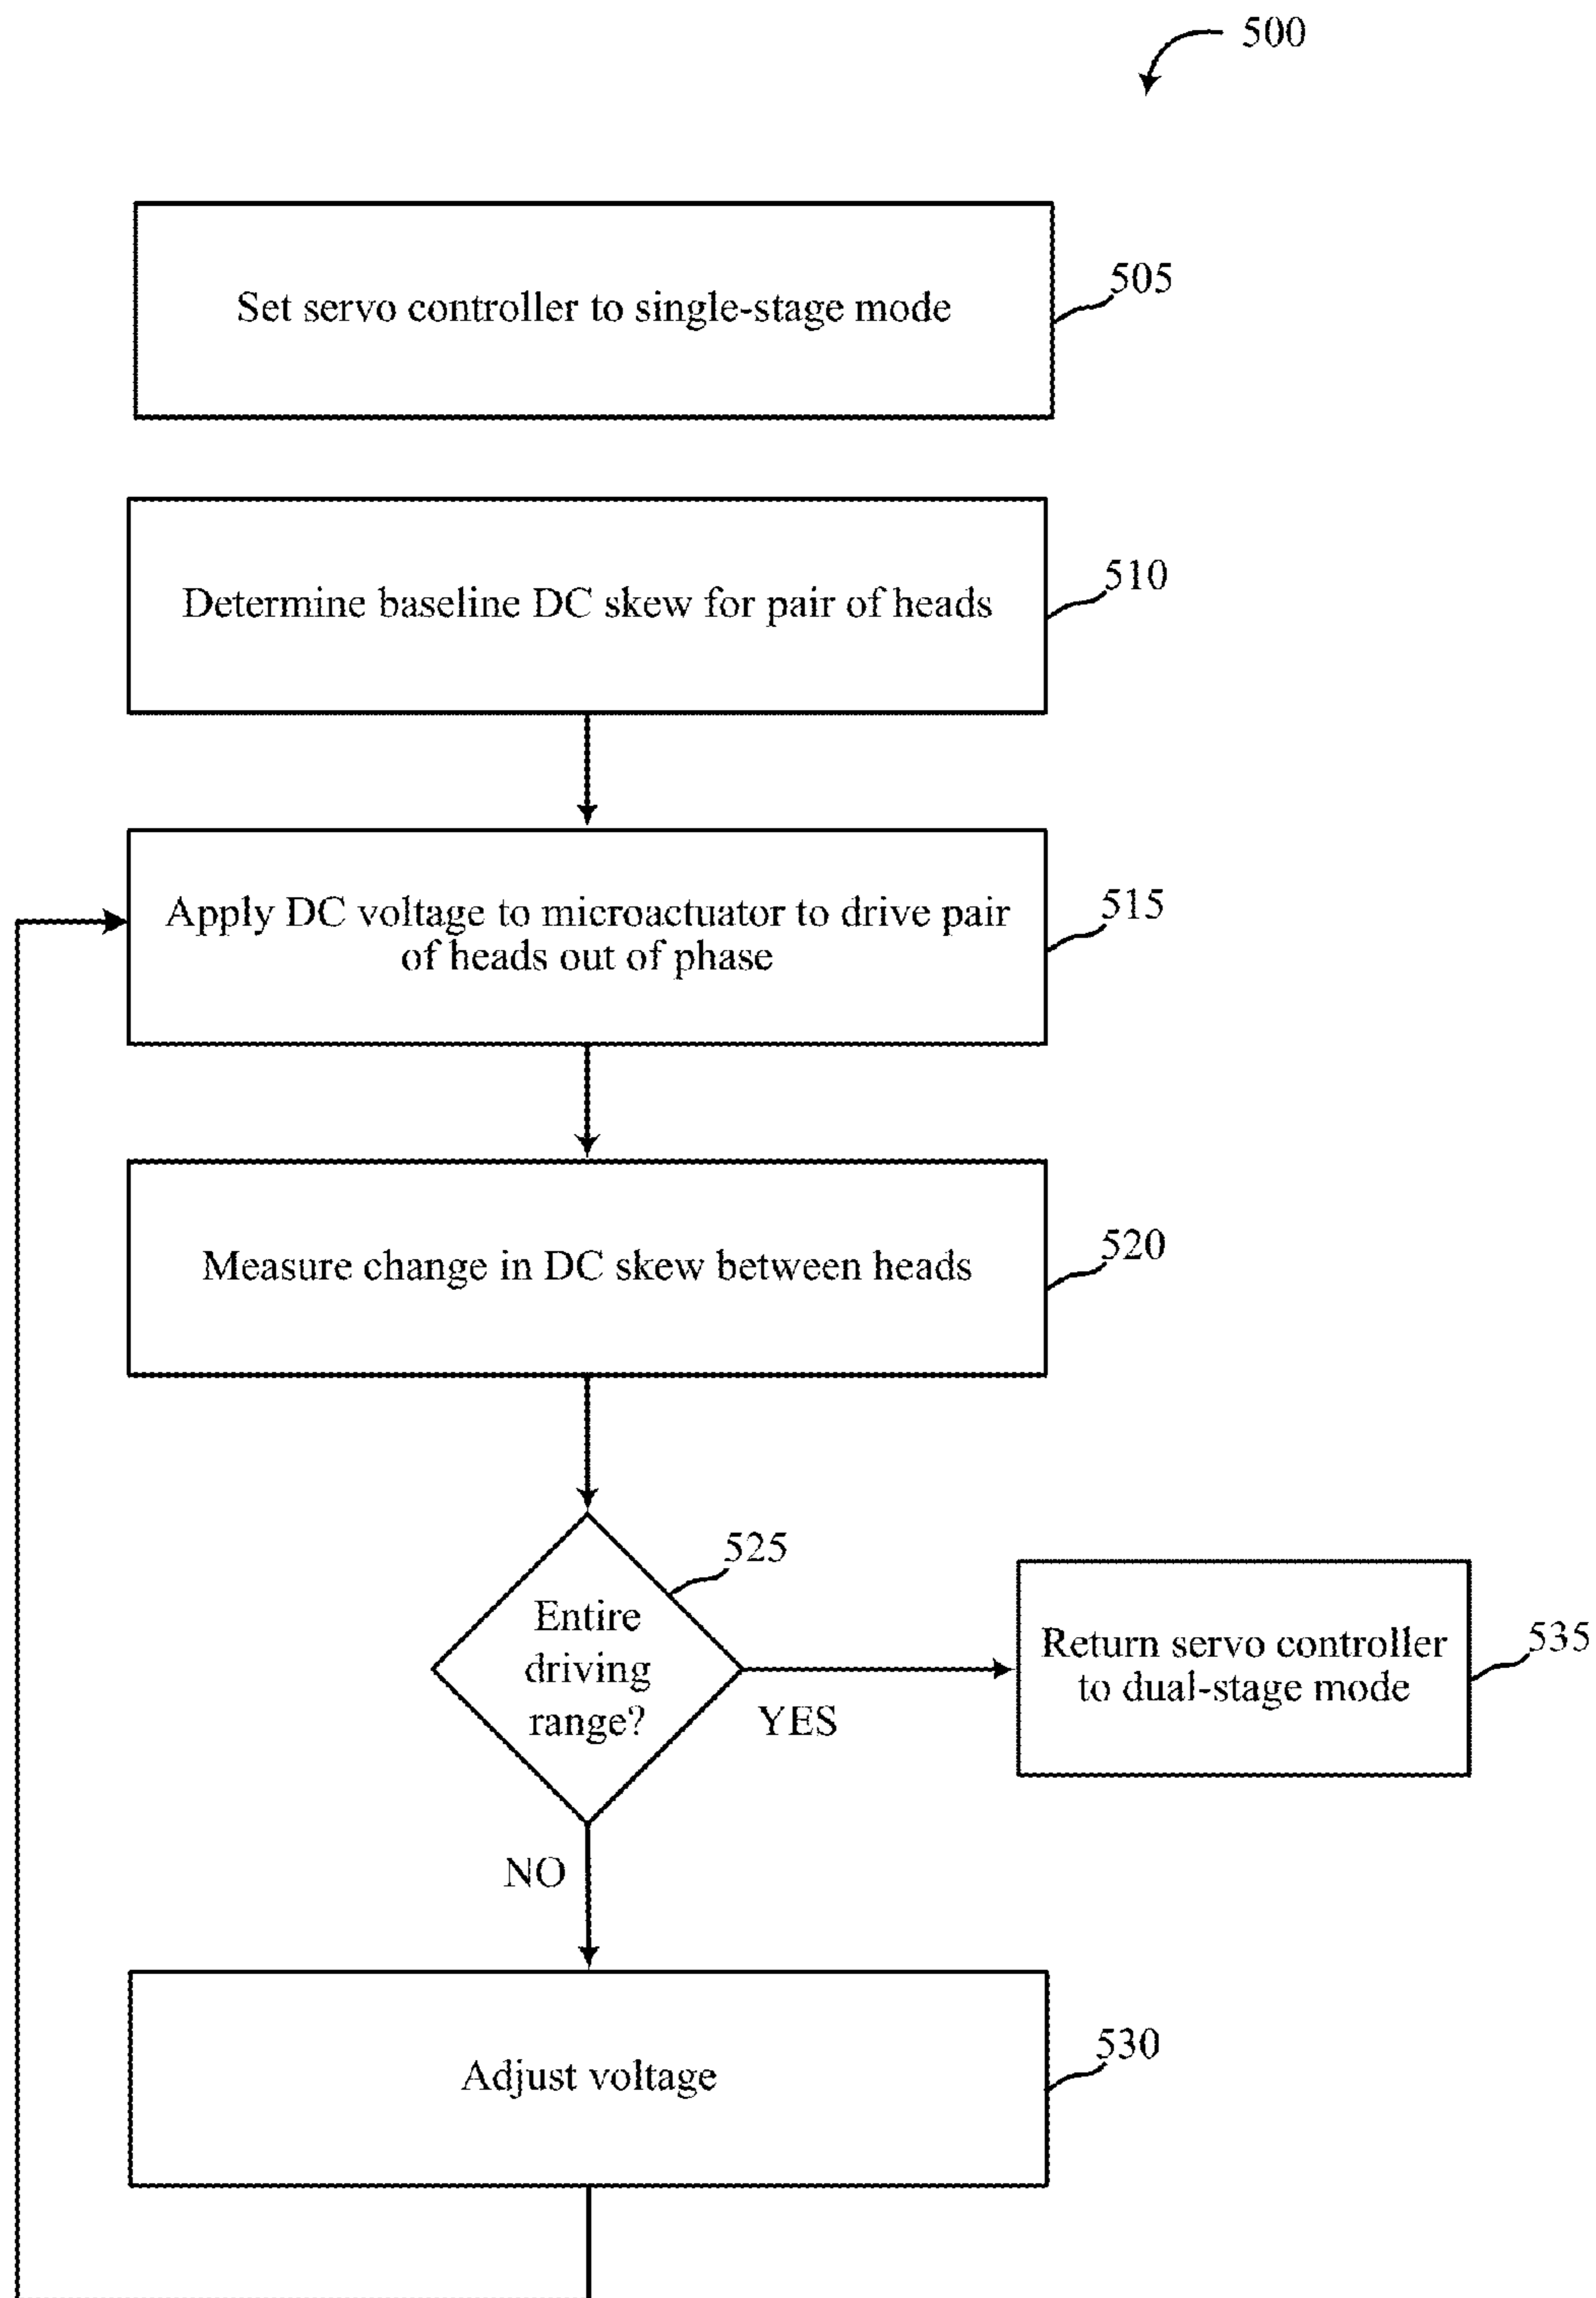 500
Set servo controller to single-stage mode
505
Determine baseline DC skew for pair of heads
510
Apply DC voltage to microactuator to drive pair
of heads out of phase
515
Measure change in DC skew between heads
520
525
Entire
driving
range?
YES
Return servo controller
to dual-stage mode
535
NO
Adjust voltage
530